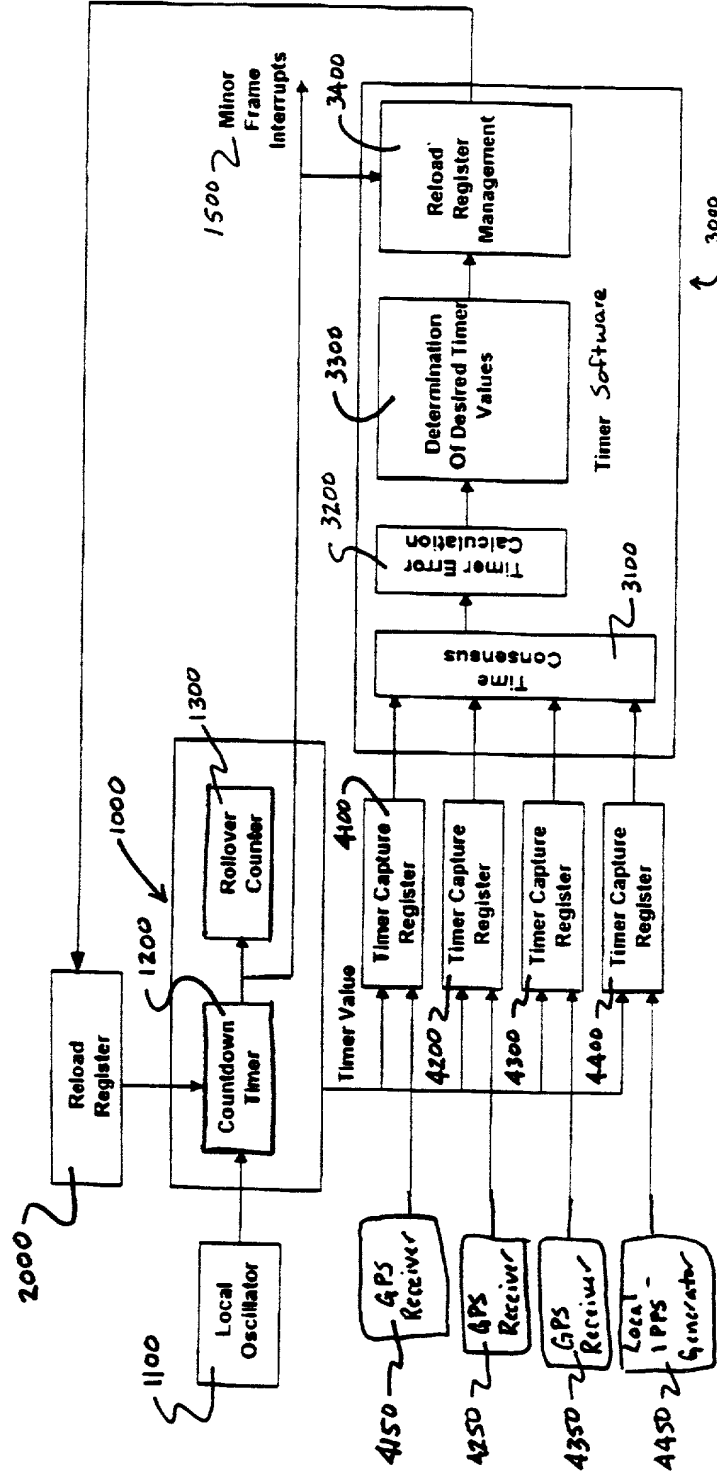 2000
Reload
Register
1100
Local
Oscillator
1000
1200
Countdown
Timer
1300
Rollover
Counter
1500
Minor
Frame
Interrupts
Timer Value
4150
GPS
Receiver
4250
GPS
Receiver
4350
GPS
Receiver
4450
Local
1PPS-
Generator
4100
Timer Capture
Register
4200
Timer Capture
Register
4300
Timer Capture
Register
4400
Timer Capture
Register
3100
Time
Consensus
3200
Timer Error
Calculation
3300
Determination
Of Desired Timer
Values
3400
Reload
Register
Management
Timer Software
3000